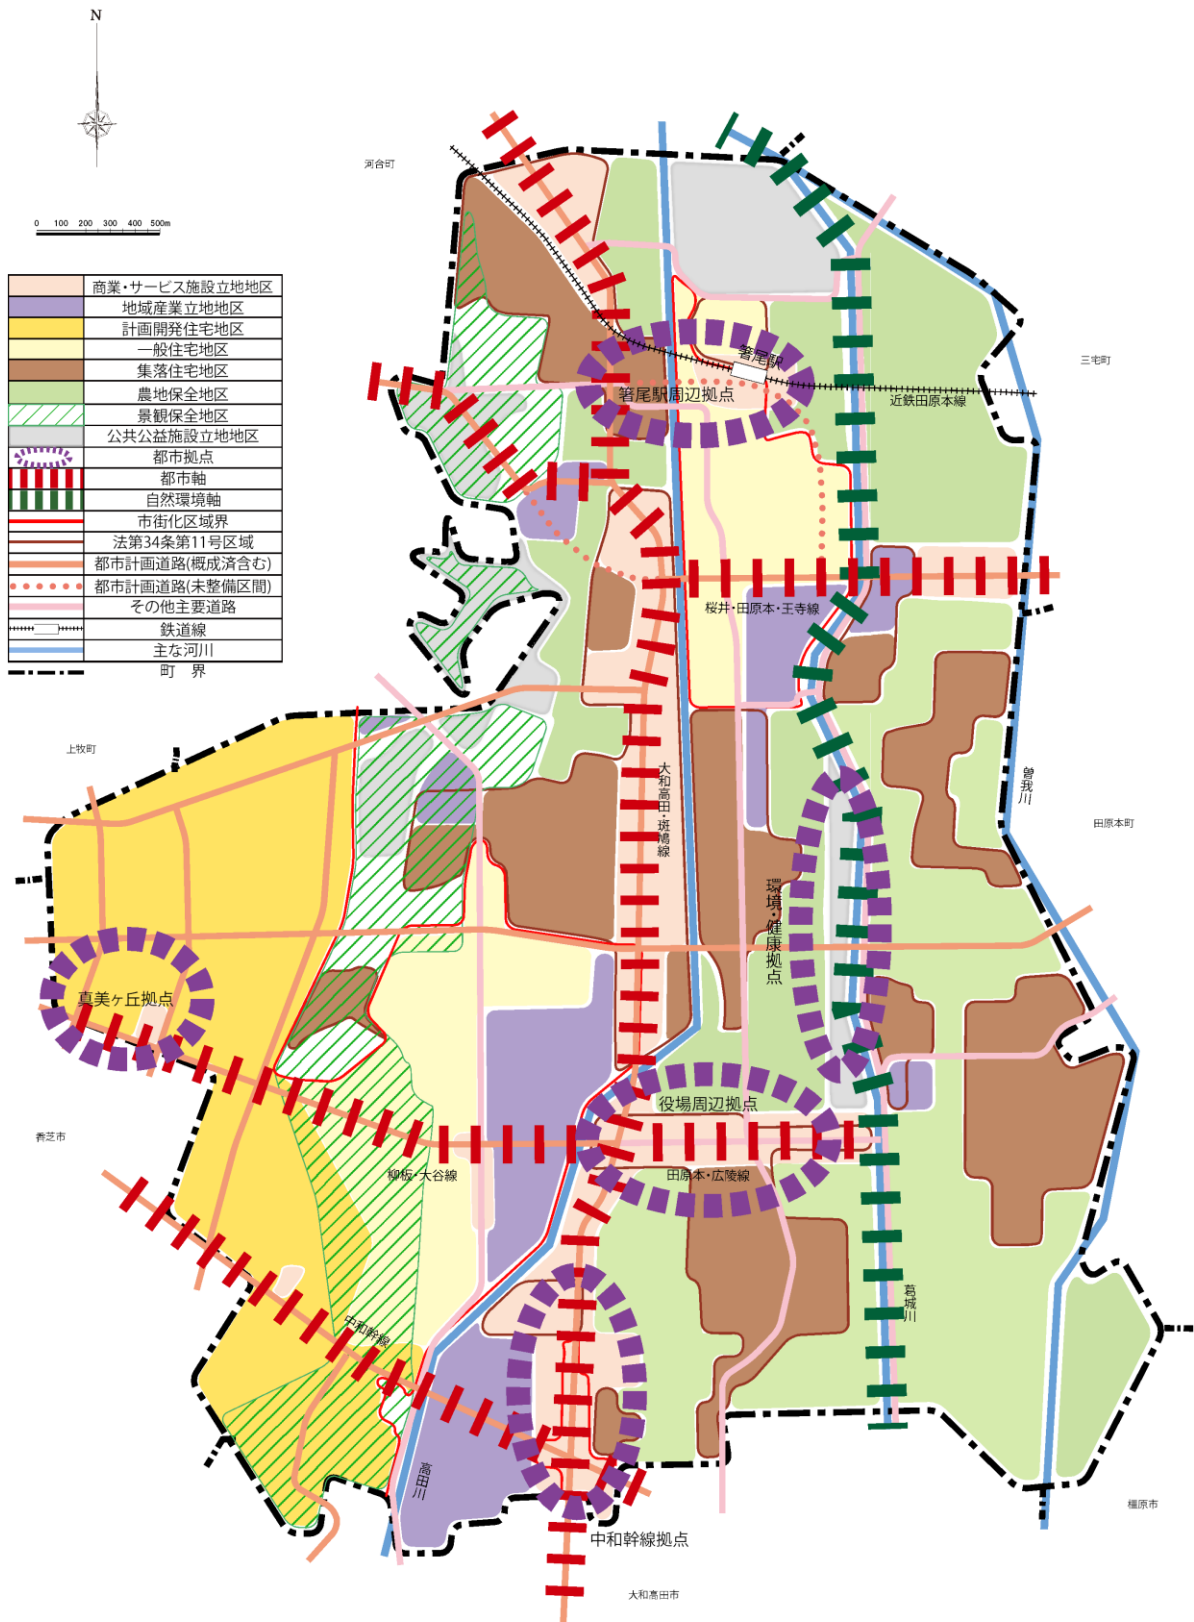 N
0 100 200 300 400 500m
商業・サービス施設立地地区
地域産業立地地区
計画開発住宅地区
一般住宅地区
集落住宅地区
農地保全地区
景観保全地区
公共公益施設立地地区
都市拠点
都市軸
自然環境軸
市街化区域界
法第34条第11号区域
都市計画道路(概成済含む)
都市計画道路(未整備区間)
その他主要道路
鉄道線
主な河川
町 界
河合町
三宅町
箸尾駅
箸尾駅周辺拠点
近鉄田原本線
桜井・田原本・王寺線
上牧町
大和高田・斑鳩線
曽我川
田原本町
環境・健康拠点
真美ヶ丘拠点
役場周辺拠点
香芝市
柳板・大谷線
田原本・広陵線
葛城川
中和幹線
高田川
中和幹線拠点
橿原市
大和高田市